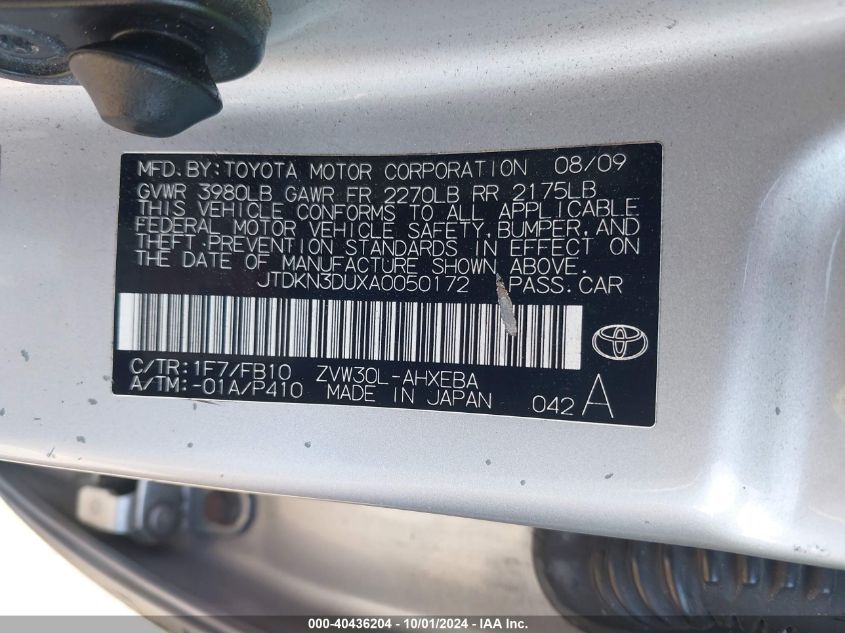 MFD. BY: TOYOTA MOTOR CORPORATION 08/09
GVWR 3980LB GAWR FR 2270LB RR 2175LB
THIS VEHICLE CONFORMS TO ALL APPLICABLE
FEDERAL MOTOR VEHICLE SAFETY, BUMPER, AND
THEFT PREVENTION STANDARDS IN EFFECT ON
THE DATE OF MANUFACTURE SHOWN ABOVE.
JTDKN3DUXA0050172 PASS. CAR
C/TR: 1F7/FB10 ZVW30L-AHXEBA
A/TM: -01A/P410 MADE IN JAPAN 042 A
000-40436204 - 10/01/2024 - IAA Inc.